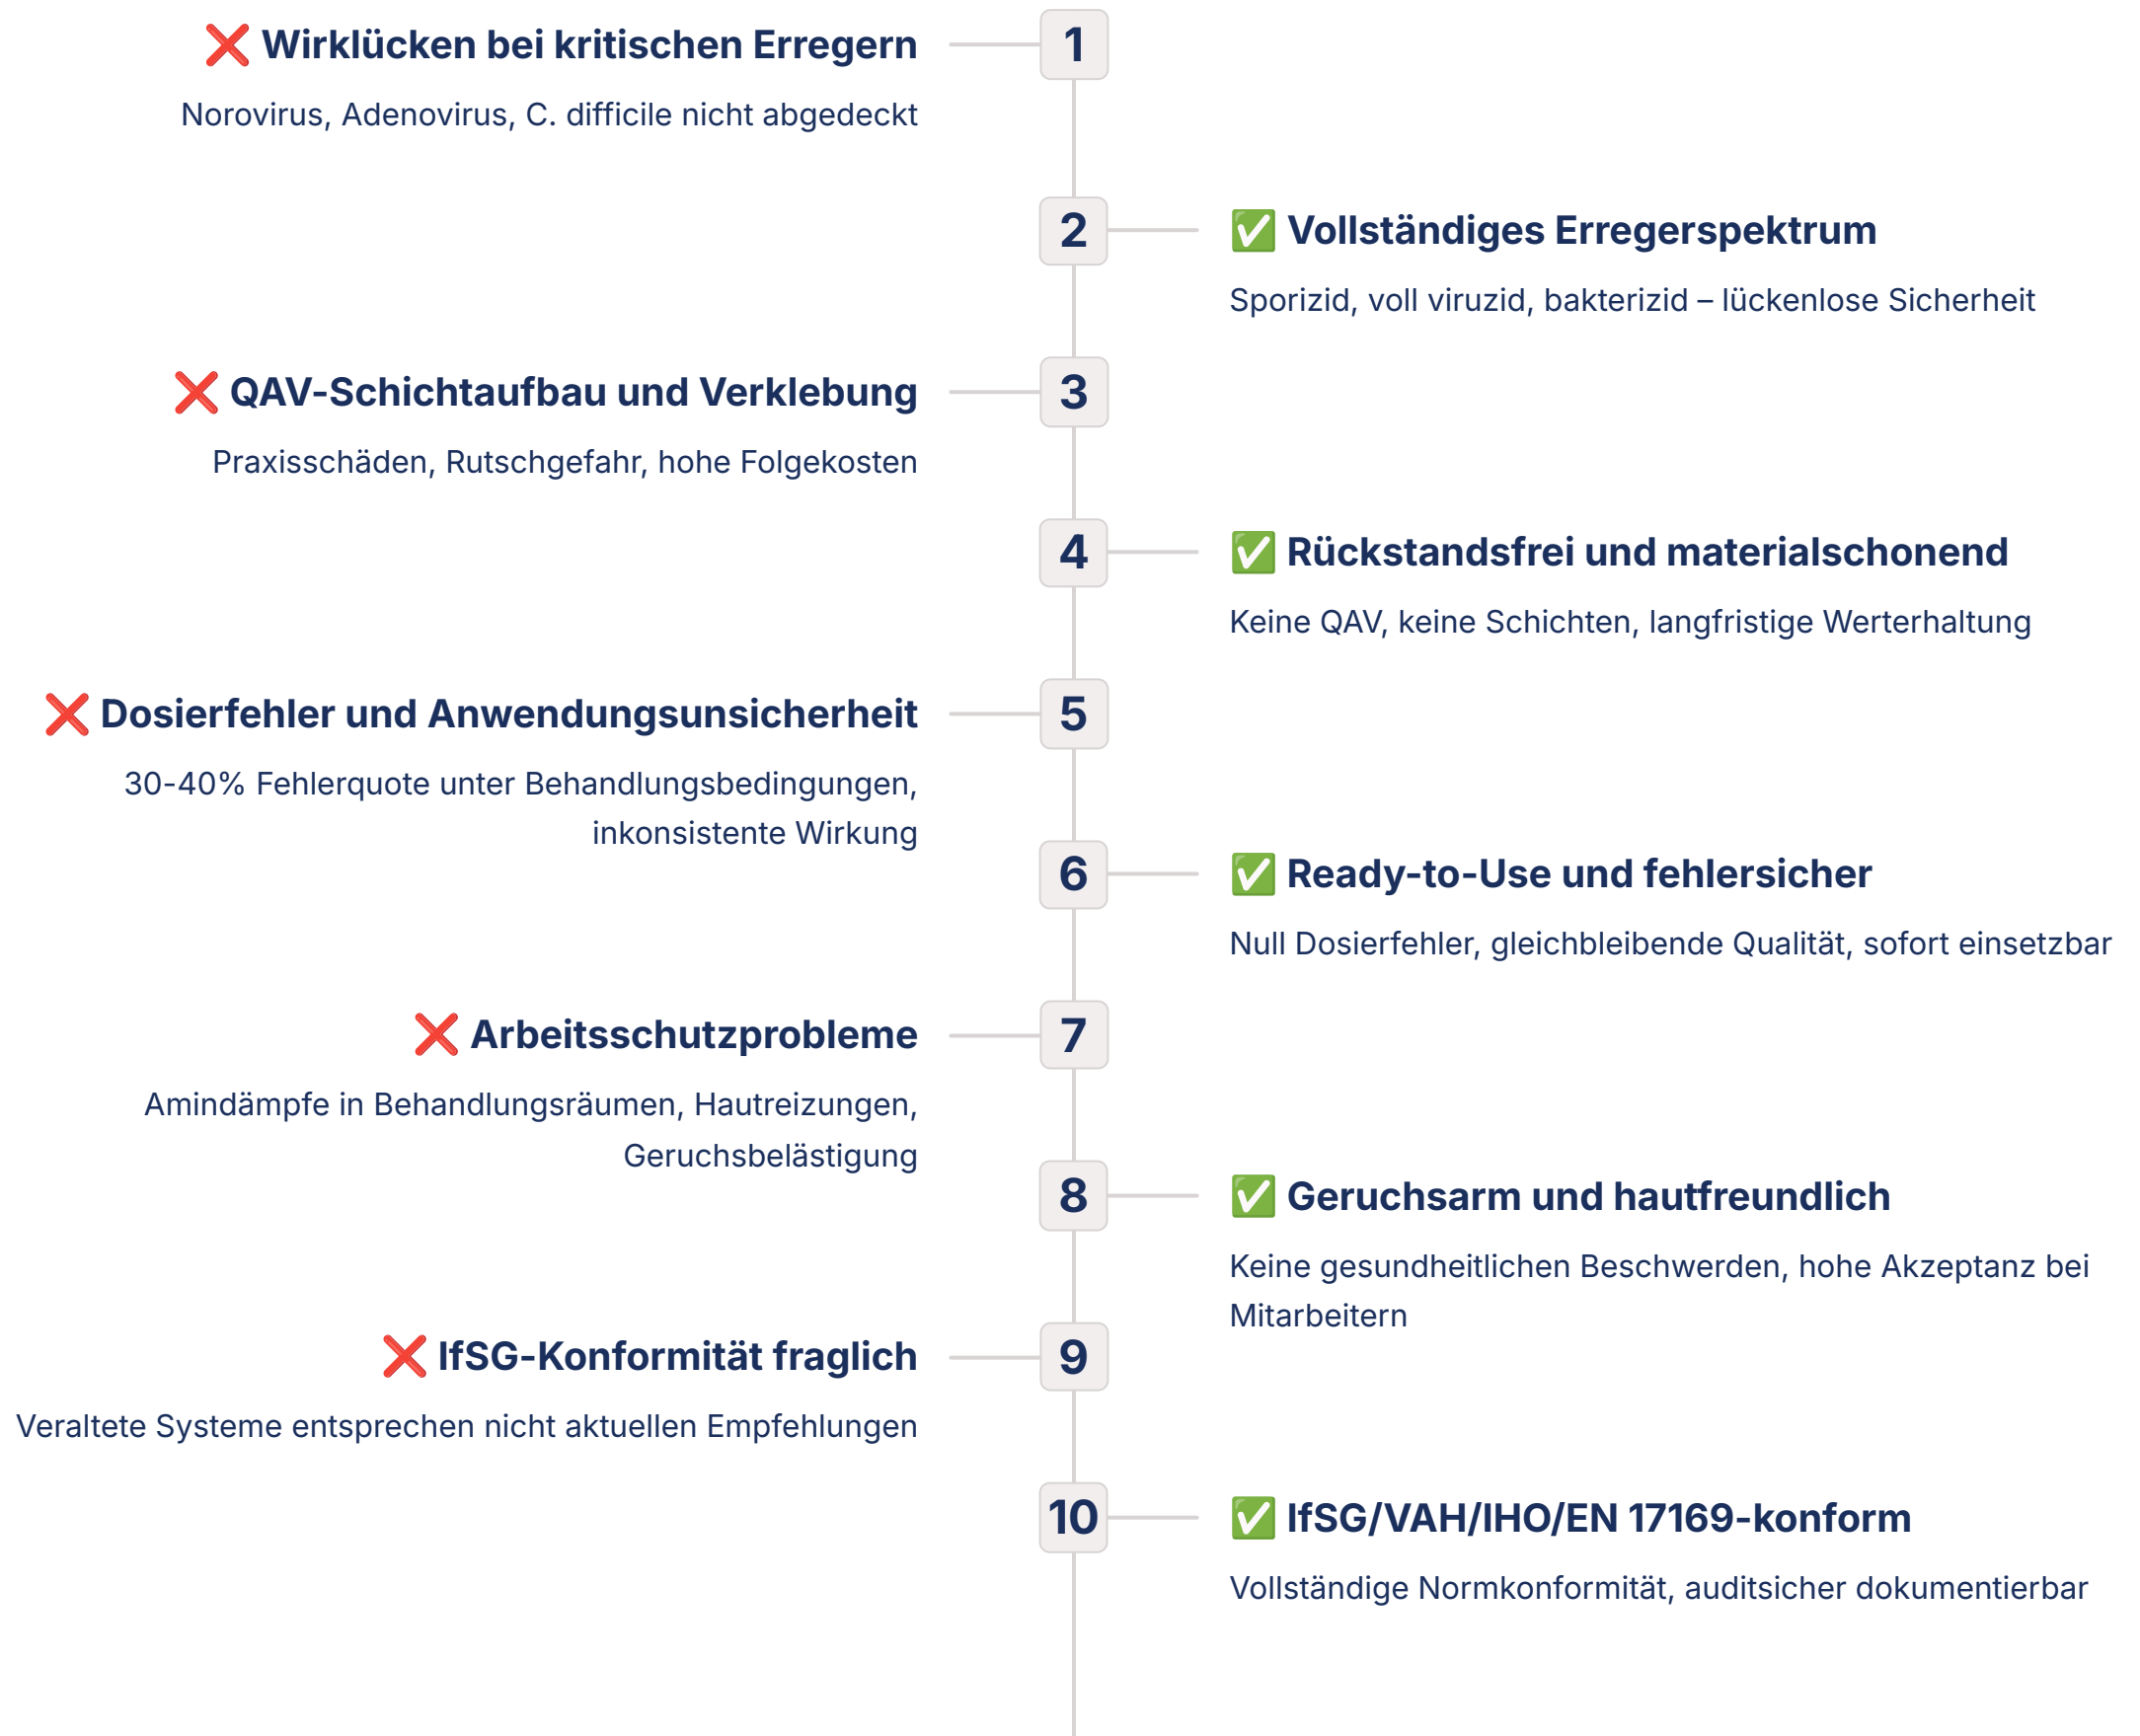 ❌ Wirklücken bei kritischen Erregern
1
Norovirus, Adenovirus, C. difficile nicht abgedeckt
2
✅ Vollständiges Erregerspektrum
Sporizid, voll viruzid, bakterizid – lückenlose Sicherheit
❌ QAV-Schichtaufbau und Verklebung
3
Praxisschäden, Rutschgefahr, hohe Folgekosten
4
✅ Rückstandsfrei und materialschonend
Keine QAV, keine Schichten, langfristige Werterhaltung
❌ Dosierfehler und Anwendungsunsicherheit
5
30-40% Fehlerquote unter Behandlungsbedingungen,
inkonsistente Wirkung
6
✅ Ready-to-Use und fehlersicher
Null Dosierfehler, gleichbleibende Qualität, sofort einsetzbar
❌ Arbeitsschutzprobleme
7
Amindämpfe in Behandlungsräumen, Hautreizungen,
Geruchsbelästigung
8
✅ Geruchsarm und hautfreundlich
Keine gesundheitlichen Beschwerden, hohe Akzeptanz bei
Mitarbeitern
❌ IfSG-Konformität fraglich
9
Veraltete Systeme entsprechen nicht aktuellen Empfehlungen
10
✅ IfSG/VAH/IHO/EN 17169-konform
Vollständige Normkonformität, auditsicher dokumentierbar